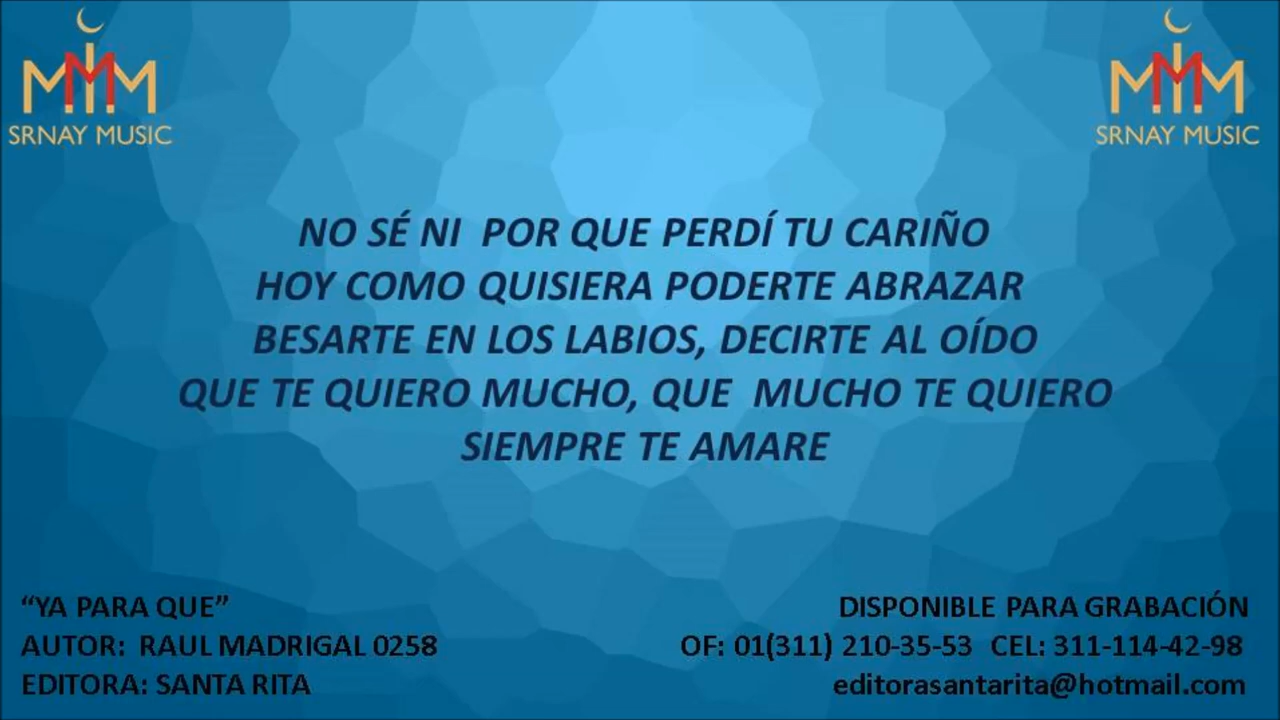 SRNAY MUSIC
SRNAY MUSIC
NO SÉ NI  POR QUE PERDÍ TU CARIÑO
HOY COMO QUISIERA PODERTE ABRAZAR
BESARTE EN LOS LABIOS, DECIRTE AL OÍDO
QUE TE QUIERO MUCHO, QUE  MUCHO TE QUIERO
SIEMPRE TE AMARE
“YA PARA QUE”
AUTOR:  RAUL MADRIGAL 0258
EDITORA: SANTA RITA
DISPONIBLE PARA GRABACIÓN
OF: 01(311) 210-35-53  CEL: 311-114-42-98
editorasantarita@hotmail.com